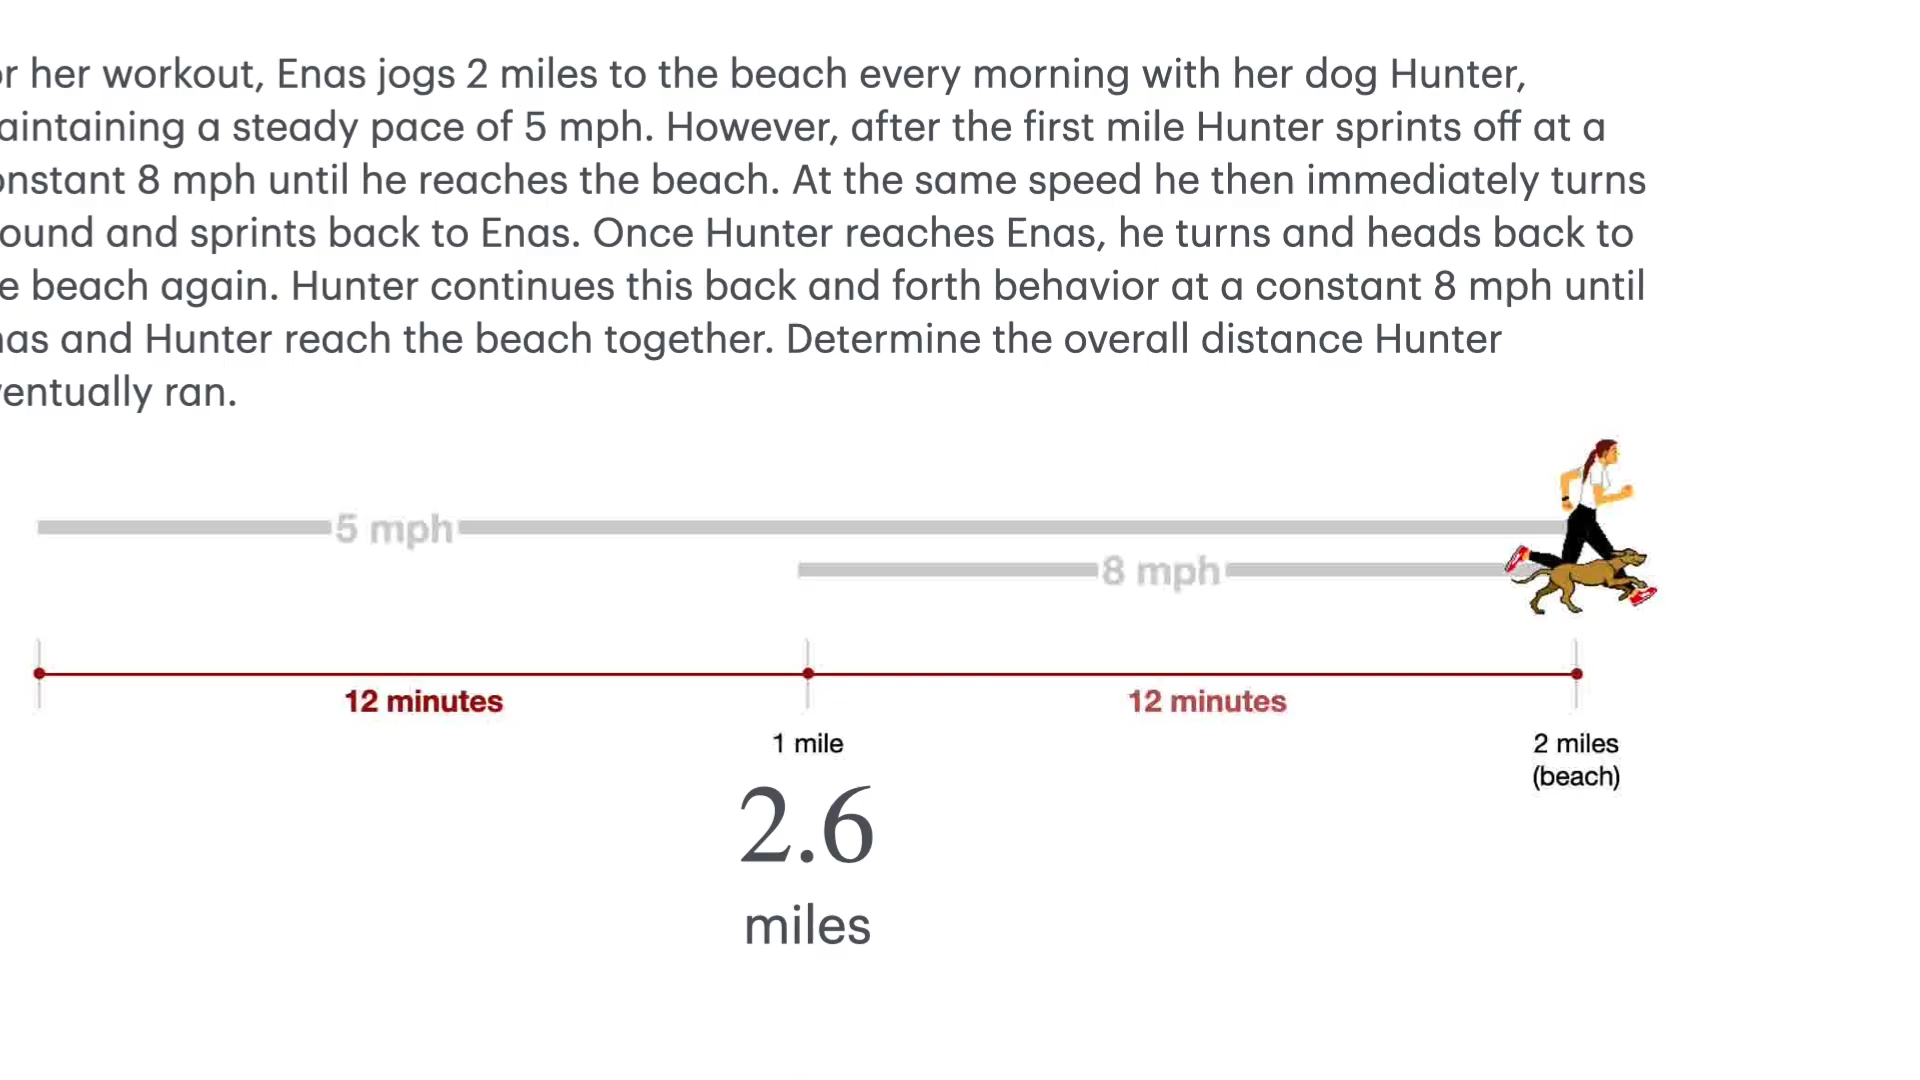 r her workout, Enas jogs 2 miles to the beach every morning with her dog Hunter,
aintaining a steady pace of 5 mph. However, after the first mile Hunter sprints off at a
onstant 8 mph until he reaches the beach. At the same speed he then immediately turns
ound and sprints back to Enas. Once Hunter reaches Enas, he turns and heads back to
e beach again. Hunter continues this back and forth behavior at a constant 8 mph until
as and Hunter reach the beach together. Determine the overall distance Hunter
entually ran.
5 mph
8 mph
12 minutes 12 minutes
1 mile 2 miles
(beach)
2.6
miles